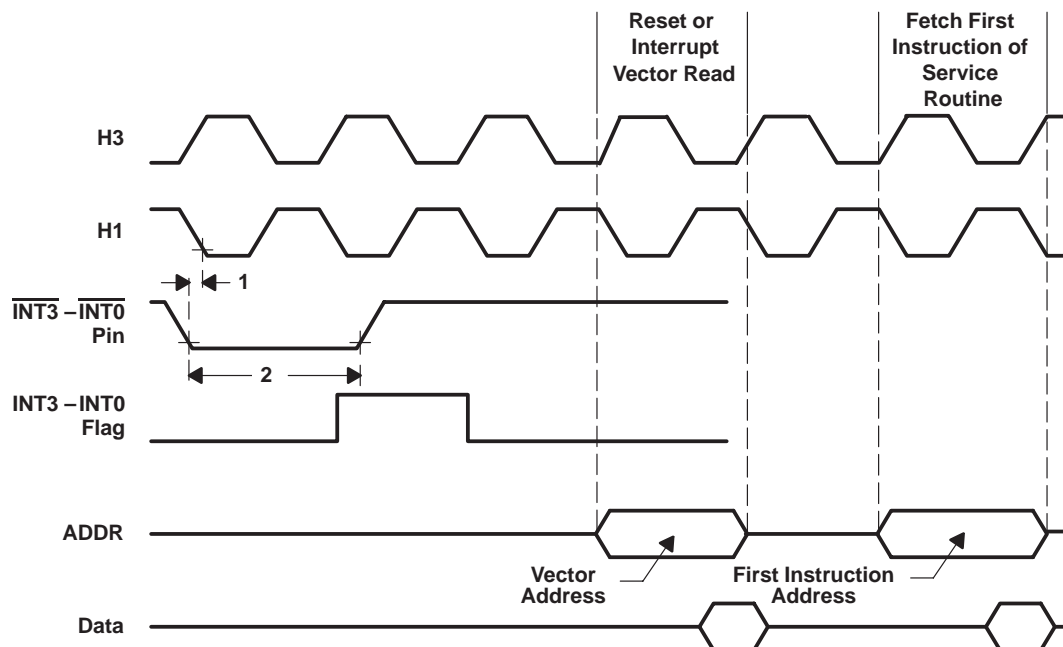 Reset or
Interrupt
Vector Read
Fetch First
Instruction of
Service
Routine
H3
H1
1
INT3 – INT0
Pin
2
INT3 – INT0
Flag
ADDR
Vector
Address
First Instruction
Address
Data